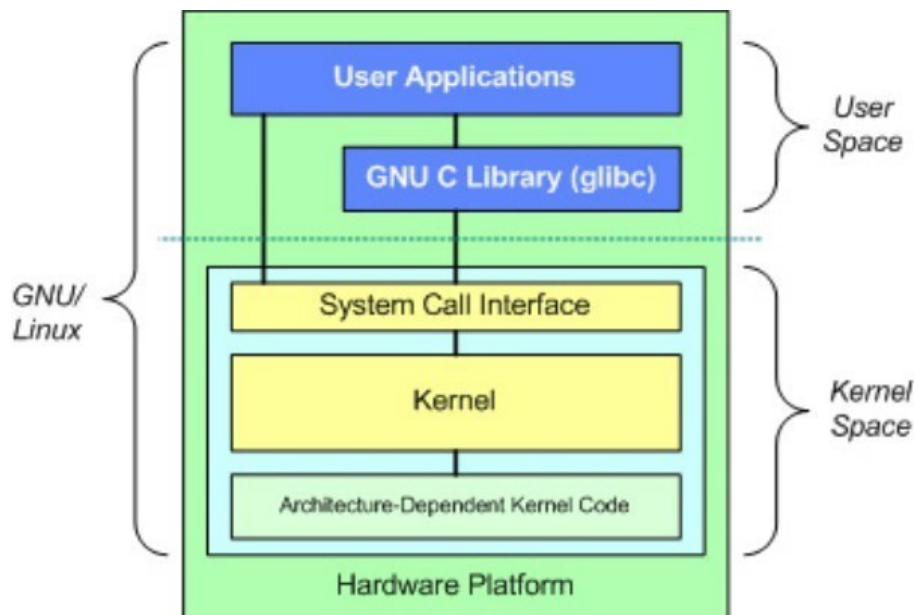 User Applications
User
Space
GNU C Library (glibc)
GNU/
Linux
System Call Interface
Kernel
Kernel
Space
Architecture-Dependent Kernel Code
Hardware Platform